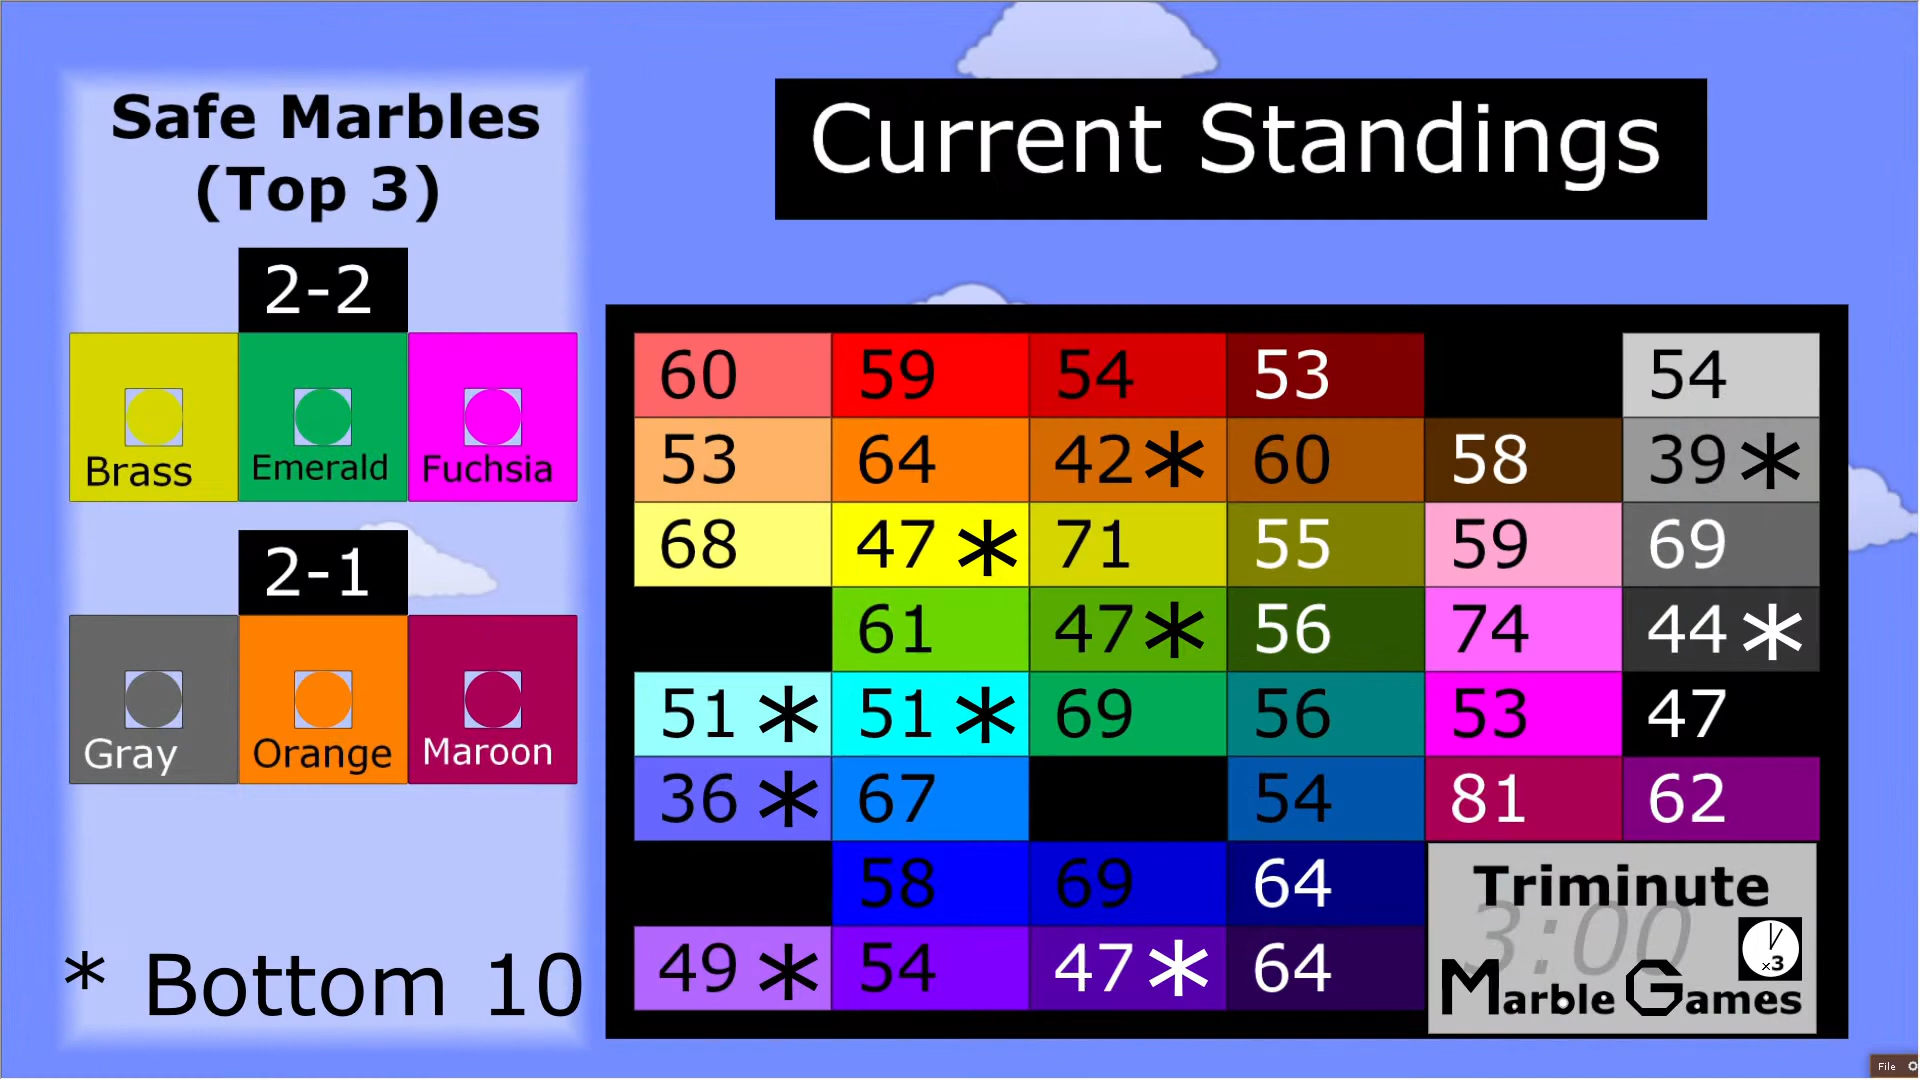 Safe Marbles
(Top 3)
2-2
Brass Emerald Fuchsia
2-1
Gray Orange Maroon
* Bottom 10
Current Standings
60 59 54 53 54
53 64 42* 60 58 39*
68 47* 71 55 59 69
61 47* 56 74 44*
51* 51* 69 56 53 47
36* 67 54 81 62
58 69 64
49* 54 47* 64
Triminute
3:00
x3
Marble Games
File